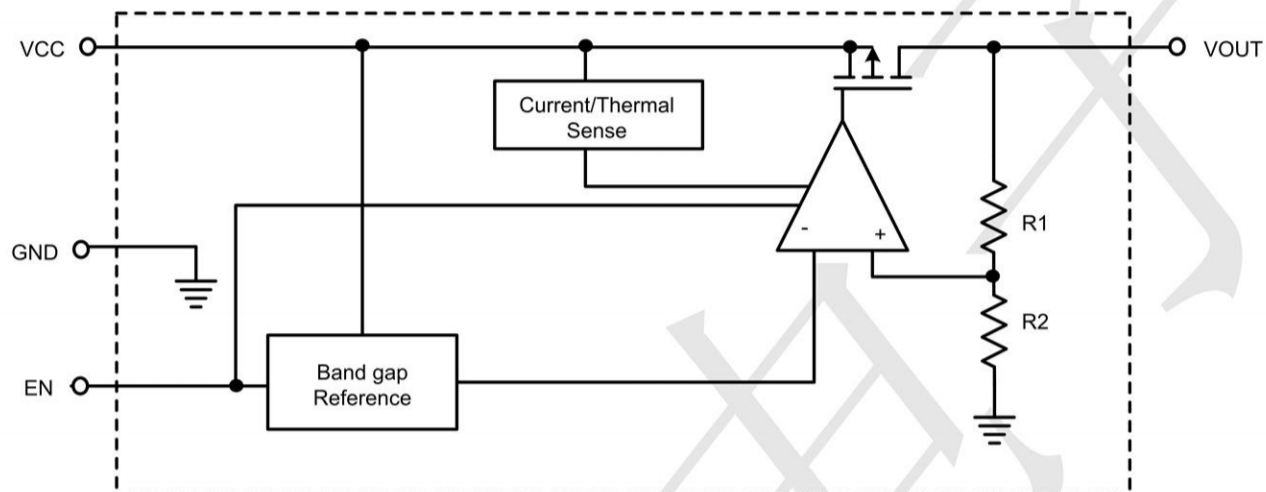 VCC
VOUT
Current/Thermal
Sense
-
+
R1
GND
R2
EN
Band gap
Reference